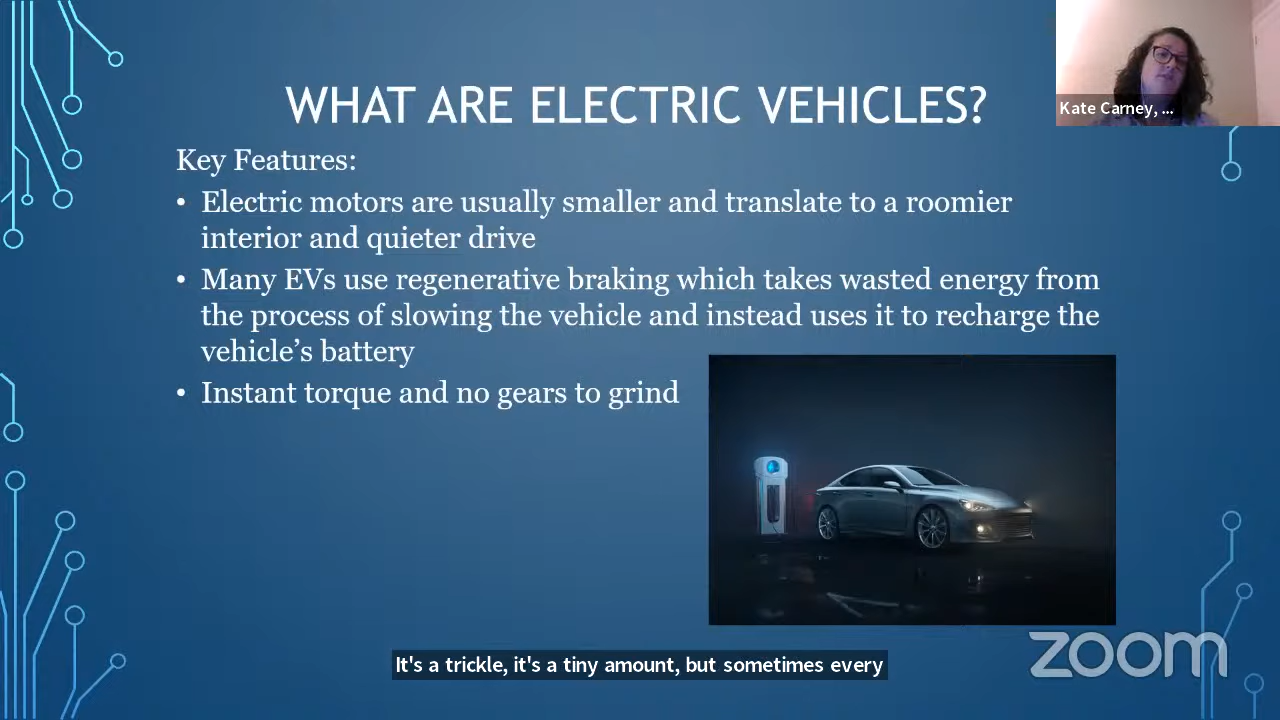 WHAT ARE ELECTRIC VEHICLES?
Kate Carney, ...
Key Features:
• Electric motors are usually smaller and translate to a roomier
interior and quieter drive
• Many EVs use regenerative braking which takes wasted energy from
the process of slowing the vehicle and instead uses it to recharge the
vehicle’s battery
• Instant torque and no gears to grind
It's a trickle, it's a tiny amount, but sometimes every
zoom